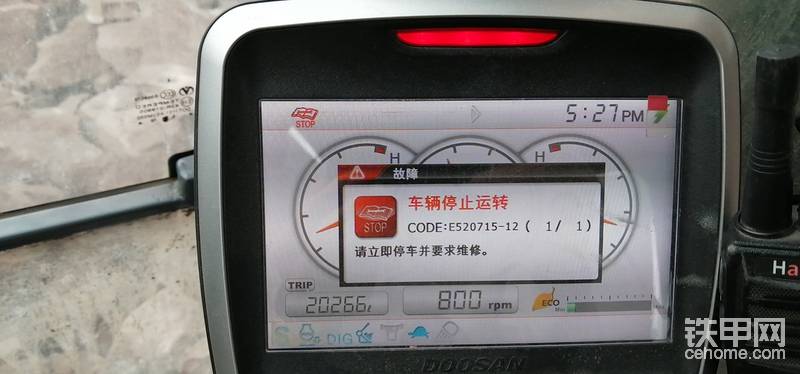 STOP
5:27PM
H
H
故障
车辆停止运转
STOP
CODE:E520715-12 ( 1/ 1)
请立即停车并要求维修。
TRIP
20266ℓ
800 rpm
ECO
S
DIG
DOOSAN
Ha
铁甲网
cehome.com